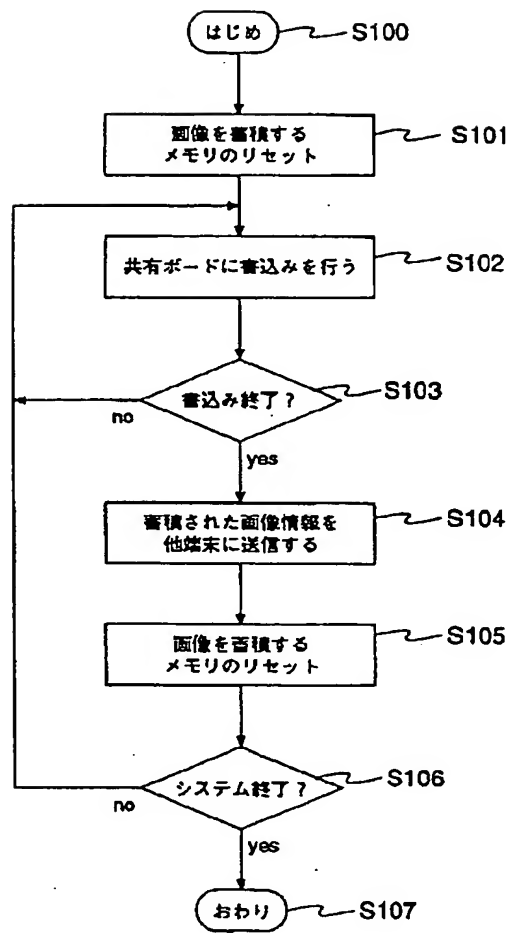 はじめ
S100
画像を蓄積する
メモリのリセット
S101
共有ボードに書込みを行う
S102
書込み終了?
S103
no
yes
蓄積された画像情報を
他端末に送信する
S104
画像を蓄積する
メモリのリセット
S105
システム終了?
S106
no
yes
おわり
S107